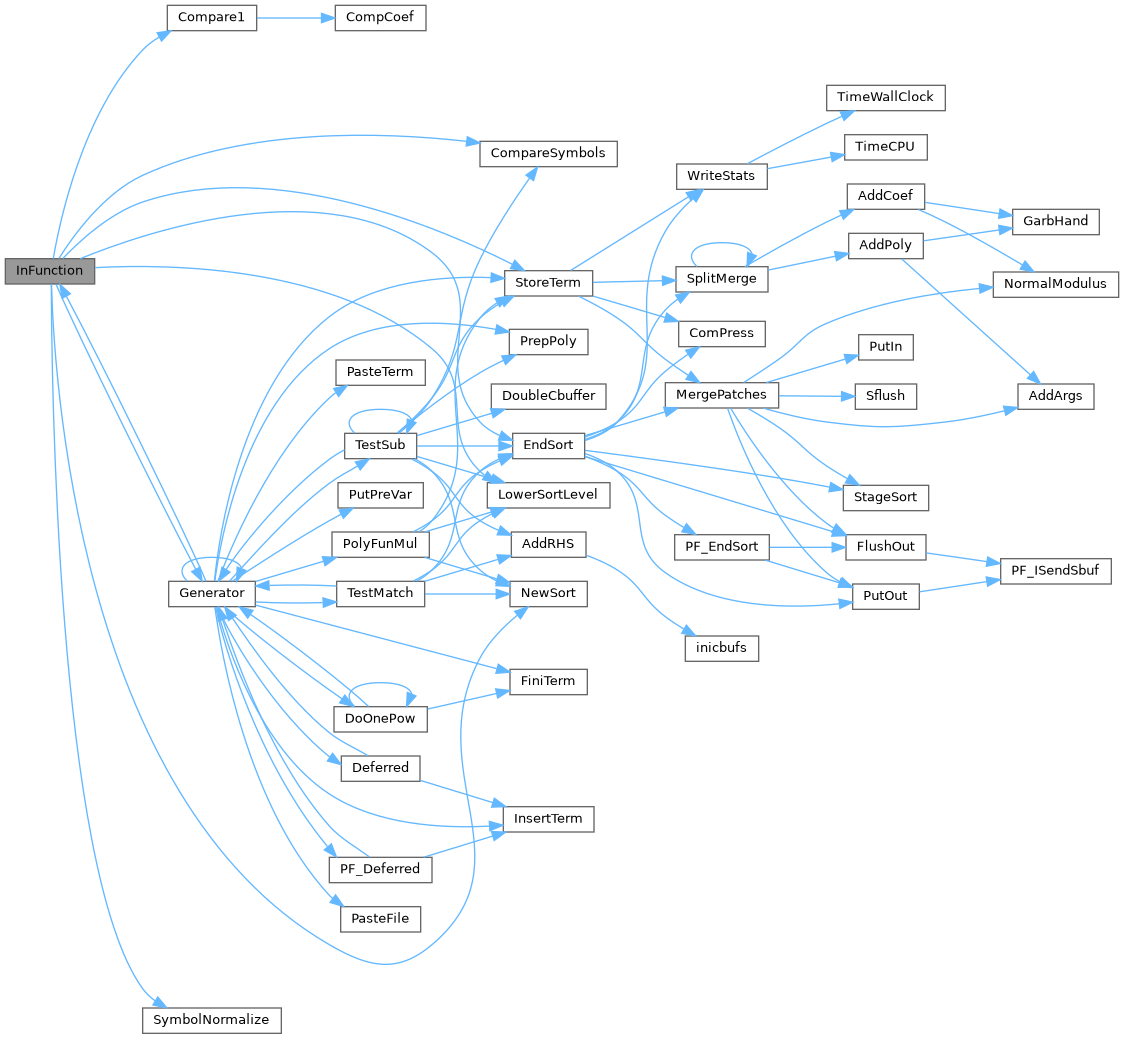 Compare1
CompCoef
TimeWallClock
TimeCPU
CompareSymbols
WriteStats
AddCoef
GarbHand
AddPoly
InFunction
StoreTerm
SplitMerge
NormalModulus
ComPress
PrepPoly
PutIn
PasteTerm
MergePatches
Sflush
AddArgs
DoubleCbuffer
TestSub
EndSort
PutPreVar
LowerSortLevel
StageSort
PolyFunMul
AddRHS
PF_EndSort
FlushOut
PF_ISendSbuf
Generator
TestMatch
NewSort
PutOut
inicbufs
FiniTerm
DoOnePow
Deferred
InsertTerm
PF_Deferred
PasteFile
SymbolNormalize